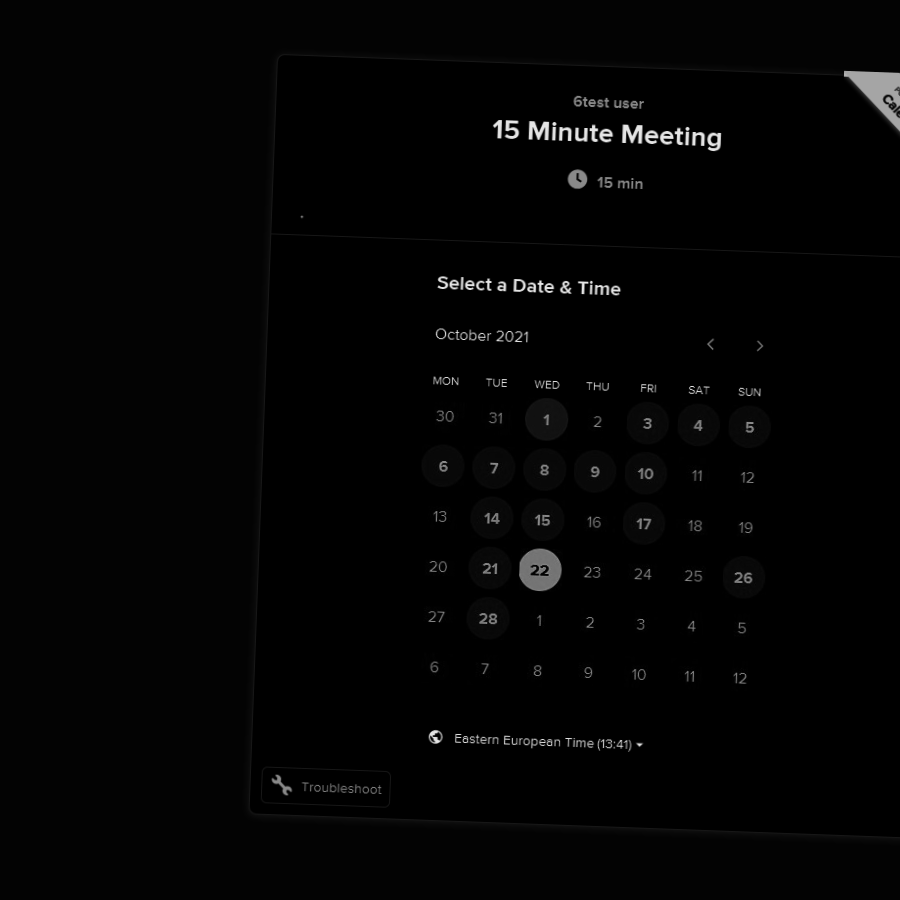 6test user
15 Minute Meeting
15 min
Select a Date & Time
October 2021
MON TUE WED THU FRI SAT SUN
30 31 1 2 3 4 5
6 7 8 9 10 11 12
13 14 15 16 17 18 19
20 21 22 23 24 25 26
27 28 1 2 3 4 5
6 7 8 9 10 11 12
Eastern European Time (13:41)
Troubleshoot